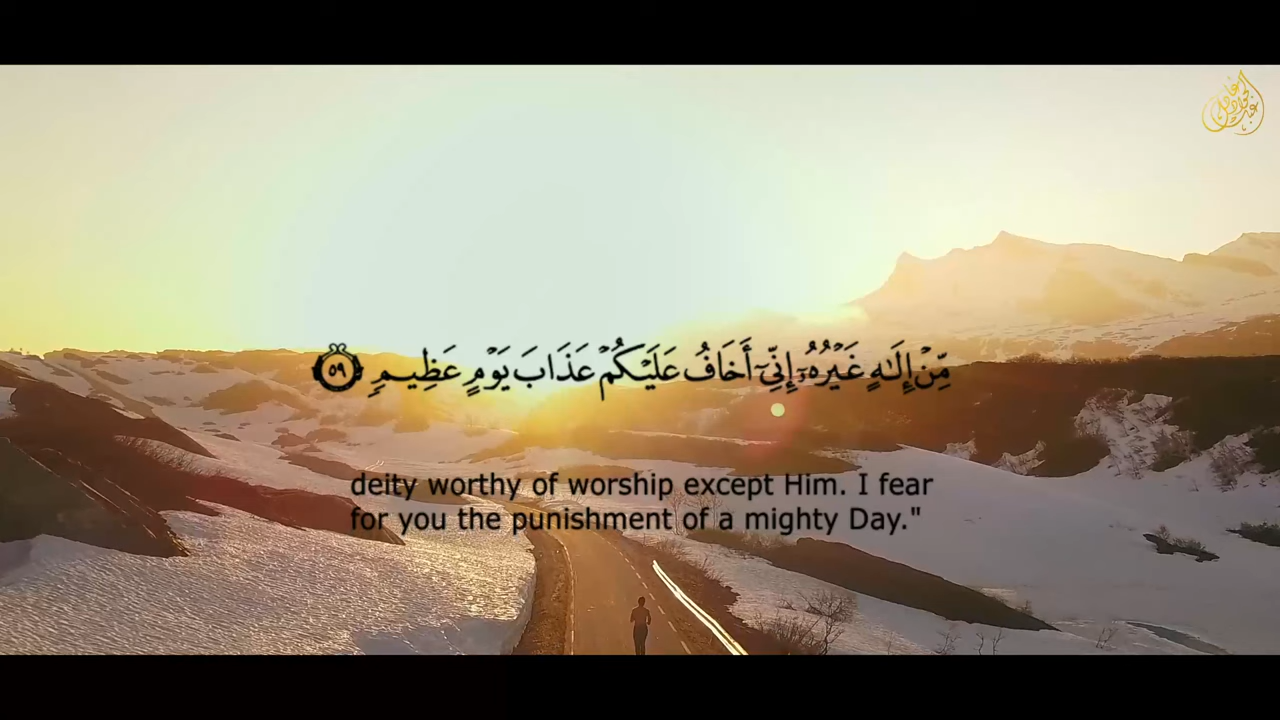 مِّنْ إِلَٰهٍ غَيْرُهُۥٓ إِنِّىٓ أَخَافُ عَلَيْكُمْ عَذَابَ يَوْمٍ عَظِيمٍ ٥٩
deity worthy of worship except Him. I fear
for you the punishment of a mighty Day."